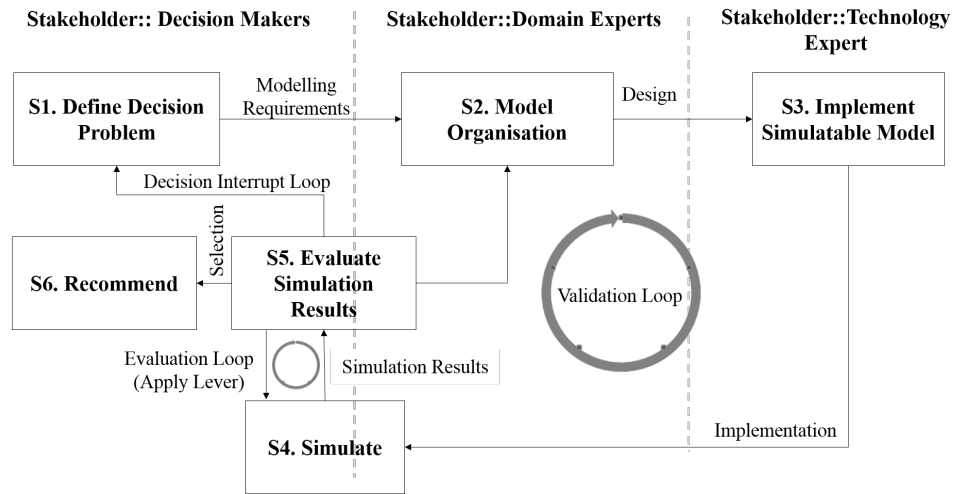 Stakeholder:: Decision Makers
Stakeholder::Domain Experts
Stakeholder::Technology
Expert
S1. Define Decision
Problem
Modelling
Requirements
S2. Model
Organisation
Design
S3. Implement
Simulatable Model
Decision Interrupt Loop
S6. Recommend
Selection
S5. Evaluate
Simulation
Results
Validation Loop
Evaluation Loop
(Apply Lever)
Simulation Results
S4. Simulate
Implementation